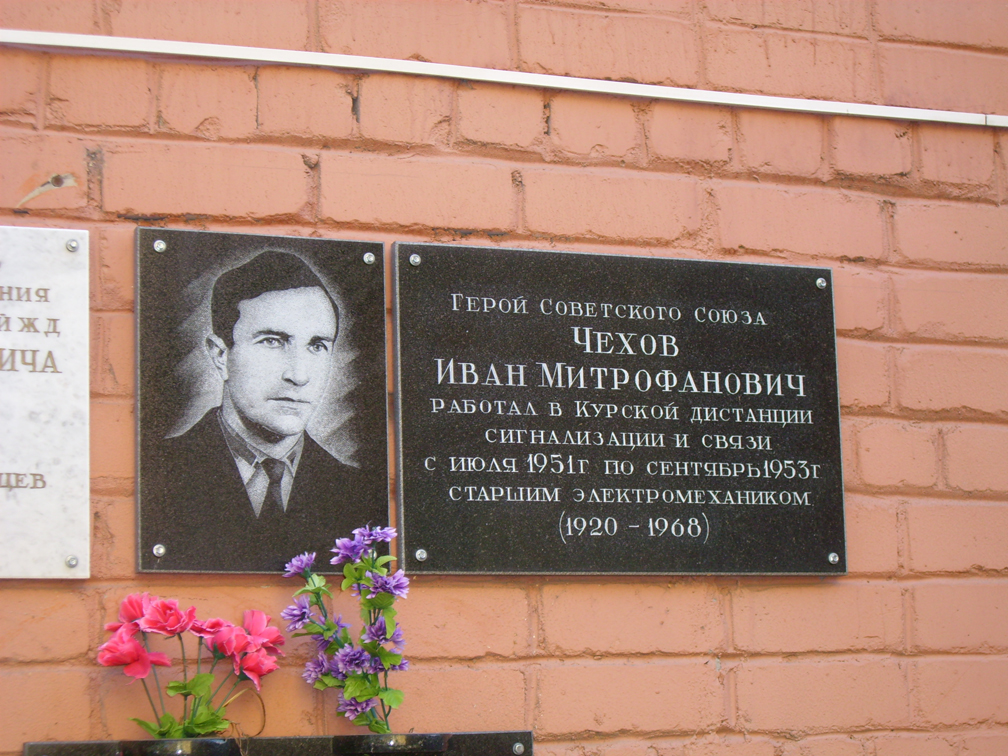 ния
й ЖД
ИЧА
цев
Герой Советского Союза
Чехов
Иван Митрофанович
работал в Курской дистанции
сигнализации и связи
с июля 1951г по сентябрь 1953г
старшим электромехаником
(1920 - 1968)